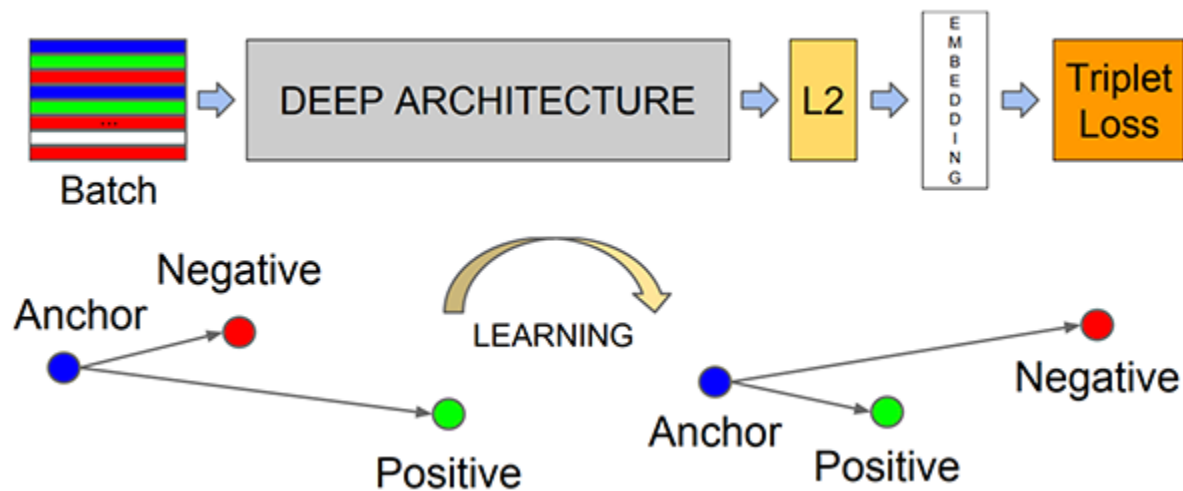 ...
Batch
DEEP ARCHITECTURE
L2
EMBEDDING
Triplet
Loss
Negative
Anchor
Positive
LEARNING
Anchor
Positive
Negative